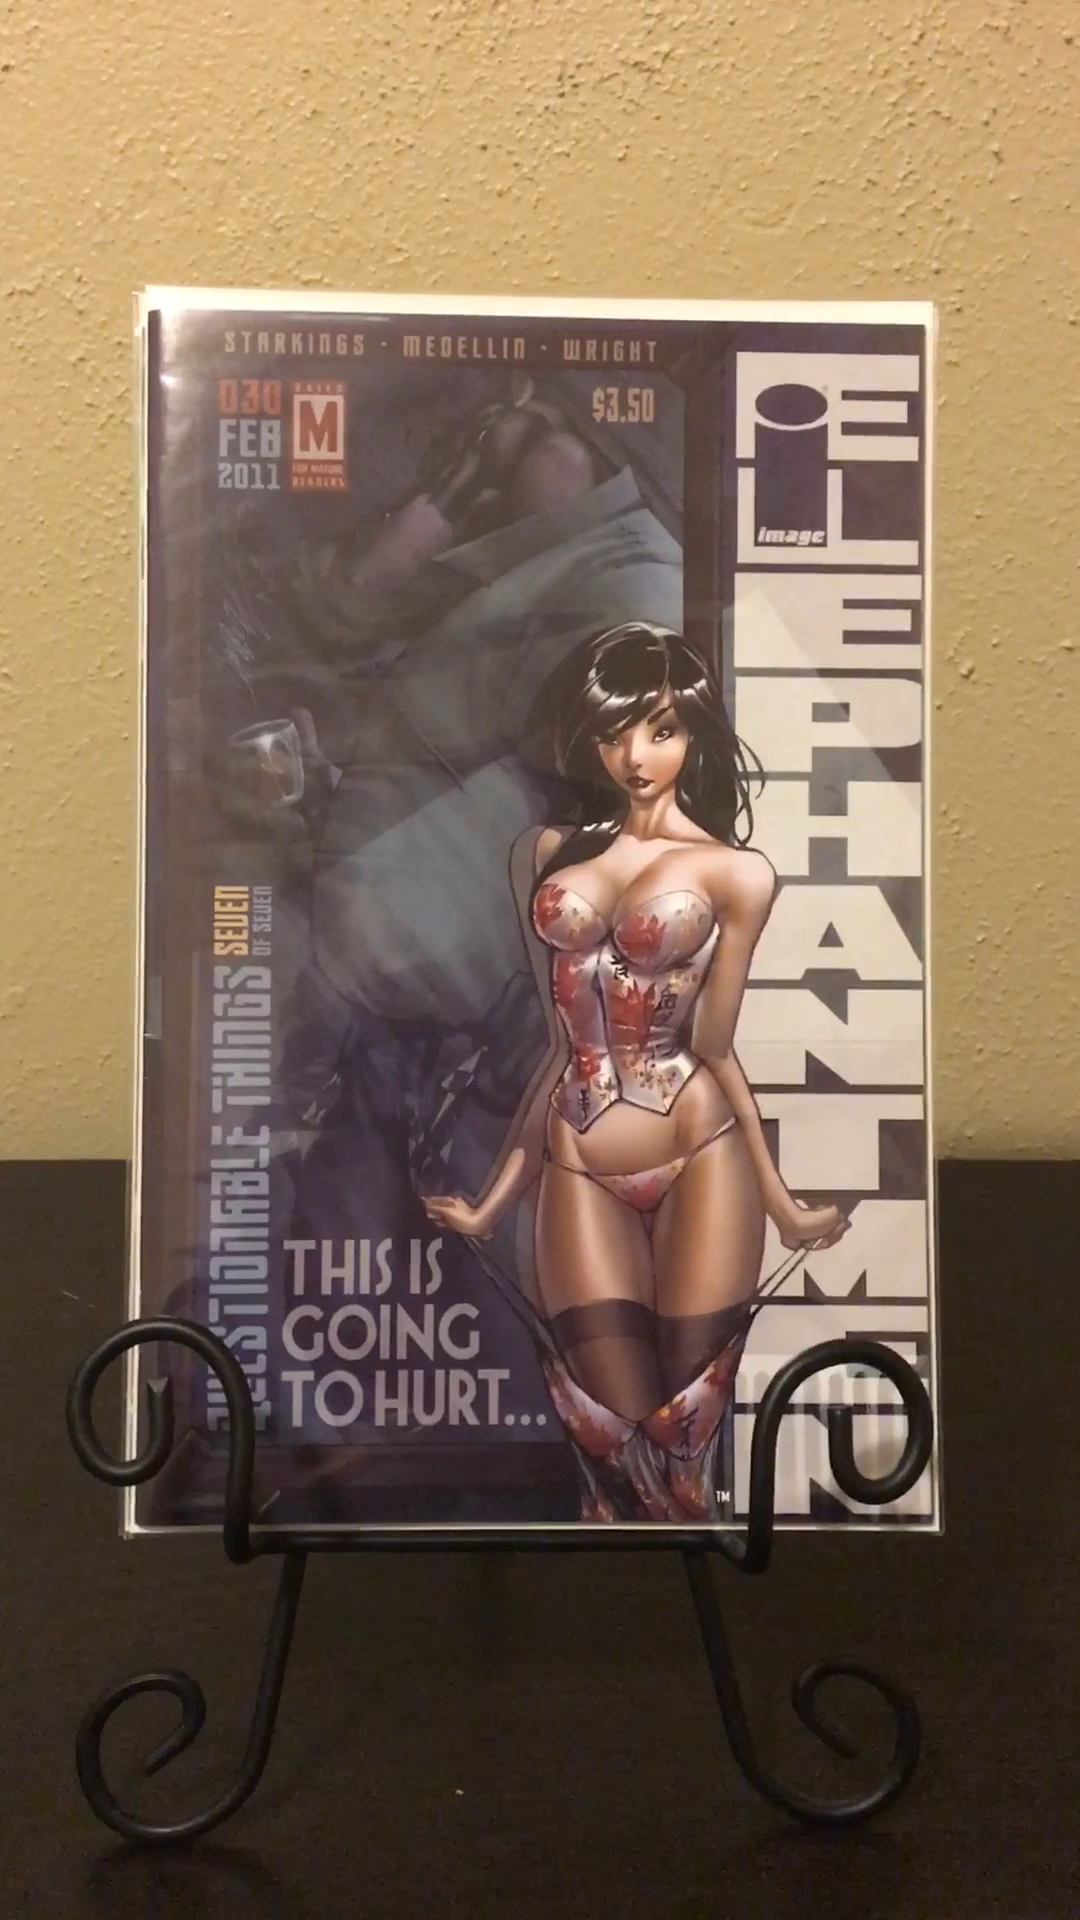 STARKINGS · MEDELLIN · WRIGHT
030
FEB
2011
RATED
M
FOR MATURE
READERS
$3.50
image
ELEPHANTMEN
QUESTIONABLE THINGS
SEVEN
OF SEVEN
THIS IS
GOING
TO HURT...
TM